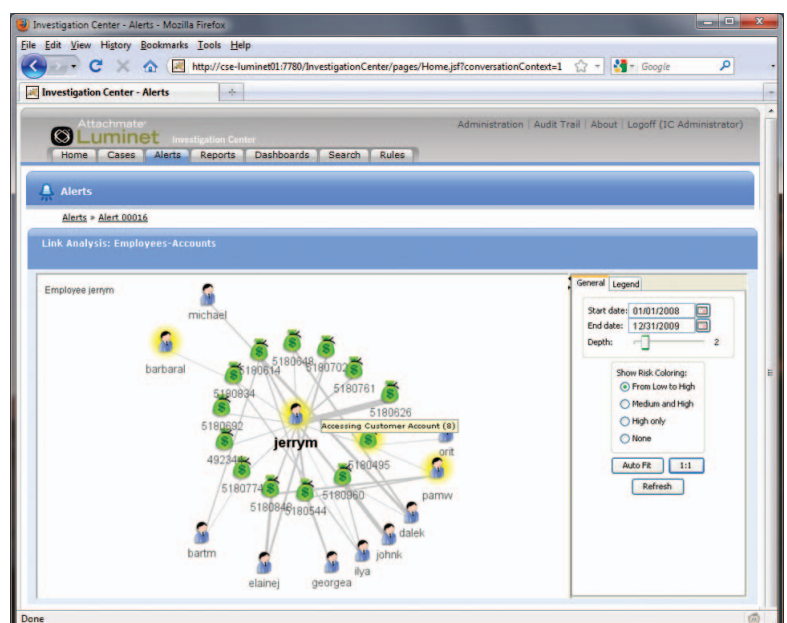 Investigation Center - Alerts - Mozilla Firefox
File Edit View History Bookmarks Tools Help
http://cse-luminet01:7780/InvestigationCenter/pages/Home.jsf?conversationContext=1
Google
Investigation Center - Alerts
Attachmate
Luminet Investigation Center
Administration | Audit Trail | About | Logoff (IC Administrator)
Home Cases Alerts Reports Dashboards Search Rules
Alerts
Alerts » Alert 00016
Link Analysis: Employees-Accounts
Employee jerrym
michael
barbaral
5180648
5180702
5180614
5180761
5180834
5180626
5180692
Accessing Customer Account (8)
jerrym
orit
5180495
5180774
5180960
pamw
5180544
dalek
bartm
johnk
ilya
elainej
georgea
General Legend
Start date: 01/01/2008
End date: 12/31/2009
Depth: 2
Show Risk Coloring:
From Low to High
Medium and High
High only
None
Auto Fit 1:1
Refresh
Done